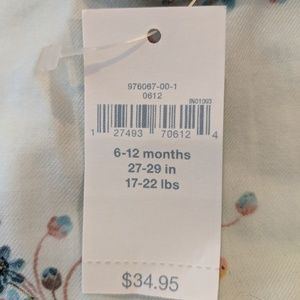 976067-00-1
0612
IN01093
1 27493 70612 4
6-12 months
27-29 in
17-22 lbs
$34.95